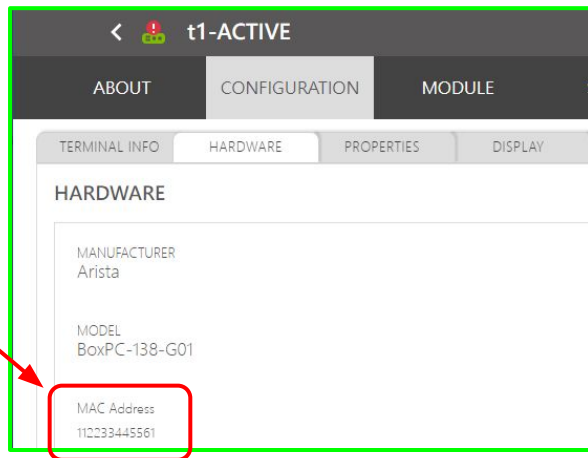 t1-ACTIVE
ABOUT CONFIGURATION MODULE
TERMINAL INFO HARDWARE PROPERTIES DISPLAY
HARDWARE
MANUFACTURER
Arista
MODEL
BoxPC-138-G01
MAC Address
112233445561